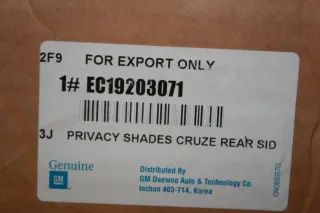 2F9 FOR EXPORT ONLY
1# EC19203071
3J PRIVACY SHADES CRUZE REAR SID
Genuine
GM
Distributed By
GM Daewoo Auto & Technology Co.
Inchon 403-714, Korea